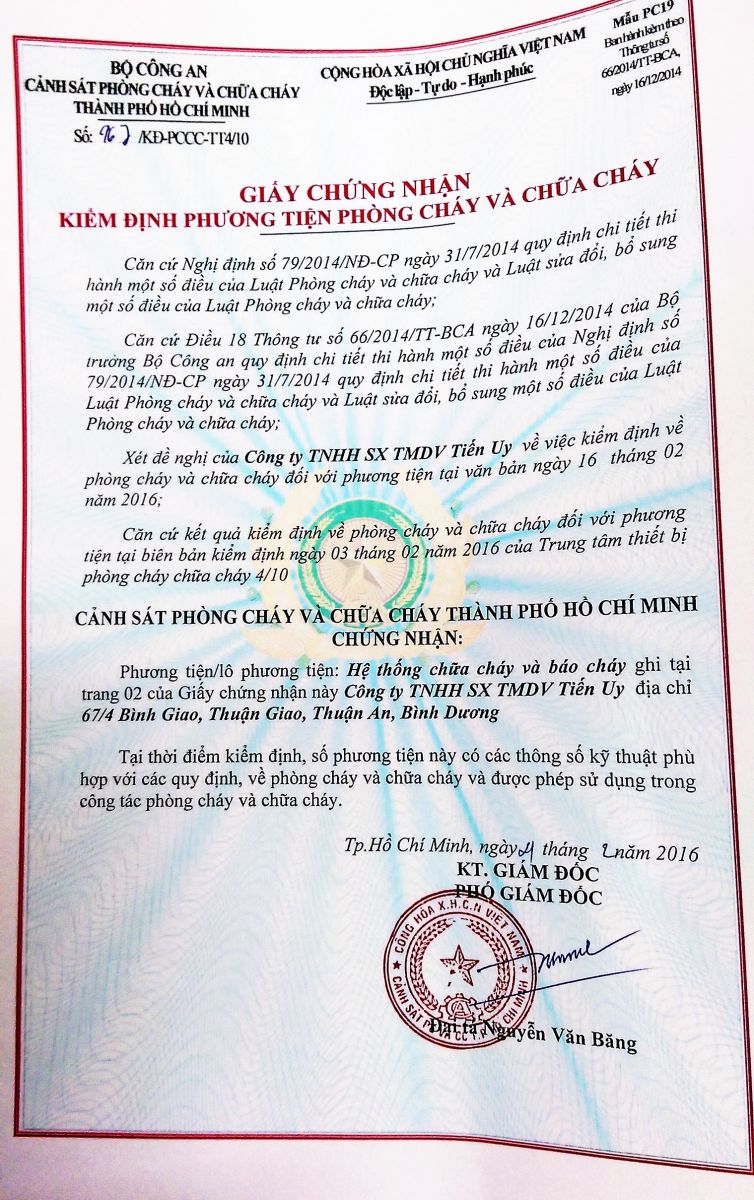 BỘ CÔNG AN
CẢNH SÁT PHÒNG CHÁY VÀ CHỮA CHÁY
THÀNH PHỐ HỒ CHÍ MINH
Số: /KĐ-PCCC-TT4/10
CỘNG HÒA XÃ HỘI CHỦ NGHĨA VIỆT NAM
Độc lập - Tự do - Hạnh phúc
Mẫu PC19
Ban hành kèm theo
Thông tư số
66/2014/TT-BCA,
ngày 16/12/2014
GIẤY CHỨNG NHẬN
KIỂM ĐỊNH PHƯƠNG TIỆN PHÒNG CHÁY VÀ CHỮA CHÁY
Căn cứ Nghị định số 79/2014/NĐ-CP ngày 31/7/2014 quy định chi tiết thi
hành một số điều của Luật Phòng cháy và chữa cháy và Luật sửa đổi, bổ sung
một số điều của Luật Phòng cháy và chữa cháy;
Căn cứ Điều 18 Thông tư số 66/2014/TT-BCA ngày 16/12/2014 của Bộ
trưởng Bộ Công an quy định chi tiết thi hành một số điều của Nghị định số
79/2014/NĐ-CP ngày 31/7/2014 quy định chi tiết thi hành một số điều của
Luật Phòng cháy và chữa cháy và Luật sửa đổi, bổ sung một số điều của Luật
Phòng cháy và chữa cháy;
Xét đề nghị của Công ty TNHH SX TMDV Tiến Uy về việc kiểm định về
phòng cháy và chữa cháy đối với phương tiện tại văn bản ngày 16 tháng 02
năm 2016;
Căn cứ kết quả kiểm định về phòng cháy và chữa cháy đối với phương
tiện tại biên bản kiểm định ngày 03 tháng 02 năm 2016 của Trung tâm thiết bị
phòng cháy chữa cháy 4/10
CẢNH SÁT PHÒNG CHÁY VÀ CHỮA CHÁY THÀNH PHỐ HỒ CHÍ MINH
CHỨNG NHẬN:
Phương tiện/lô phương tiện: Hệ thống chữa cháy và báo cháy ghi tại
trang 02 của Giấy chứng nhận này Công ty TNHH SX TMDV Tiến Uy địa chỉ
67/4 Bình Giao, Thuận Giao, Thuận An, Bình Dương
Tại thời điểm kiểm định, số phương tiện này có các thông số kỹ thuật phù
hợp với các quy định, về phòng cháy và chữa cháy và được phép sử dụng trong
công tác phòng cháy và chữa cháy.
Tp.Hồ Chí Minh, ngày tháng 2 năm 2016
KT. GIÁM ĐỐC
PHÓ GIÁM ĐỐC
CỘNG HÒA X.H.C.N VIỆT NAM
CẢNH SÁT PC VÀ CC T.P HỒ CHÍ MINH
Đại tá Nguyễn Văn Băng